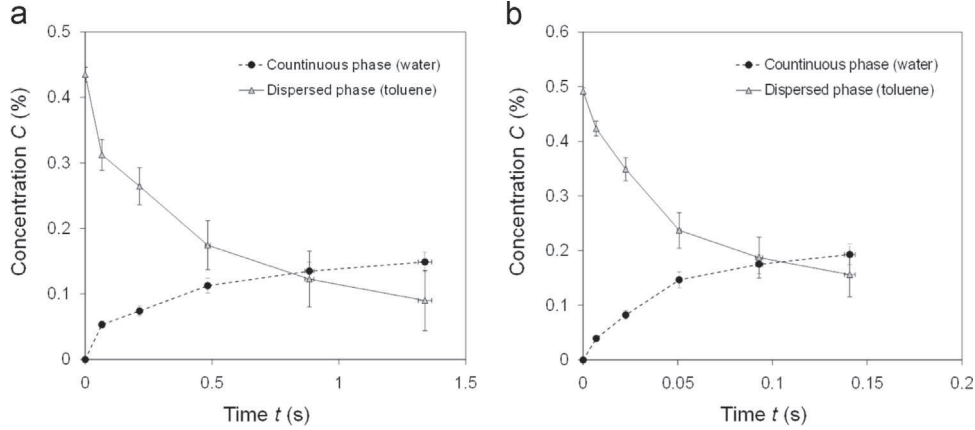 a
Concentration C (%)
0.5
0.4
0.3
0.2
0.1
0
0
0.5
1
1.5
Time t (s)
Countinuous phase (water)
Dispersed phase (toluene)
b
Concentration C (%)
0.6
0.5
0.4
0.3
0.2
0.1
0
0
0.05
0.1
0.15
0.2
Time t (s)
Countinuous phase (water)
Dispersed phase (toluene)